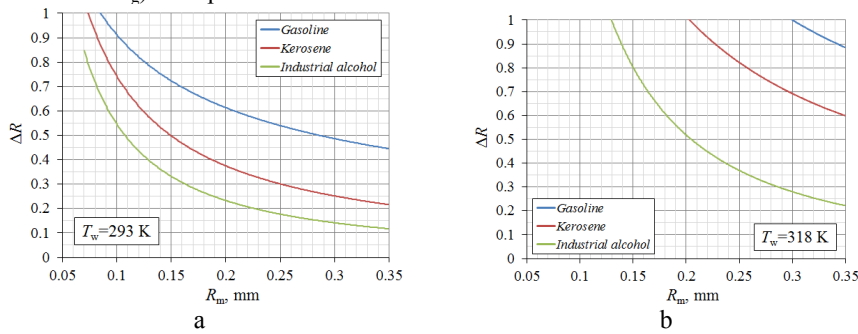 1
0.9
0.8
0.7
0.6
0.5
0.4
0.3
0.2
0.1
0
ΔR
Gasoline
Kerosene
Industrial alcohol
Tw=293 K
0.05 0.1 0.15 0.2 0.25 0.3 0.35
Rm, mm
a
1
0.9
0.8
0.7
0.6
0.5
0.4
0.3
0.2
0.1
0
ΔR
Gasoline
Kerosene
Industrial alcohol
Tw=318 K
0.05 0.1 0.15 0.2 0.25 0.3 0.35
Rm, mm
b